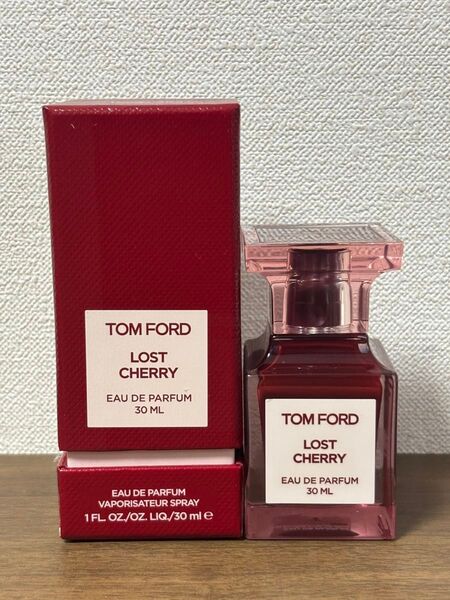 TOM FORD
LOST
CHERRY
EAU DE PARFUM
30 ML
EAU DE PARFUM
VAPORISATEUR SPRAY
1 FL. OZ./OZ. LIQ./30 ml e
TOM FORD
LOST
CHERRY
EAU DE PARFUM
30 ML